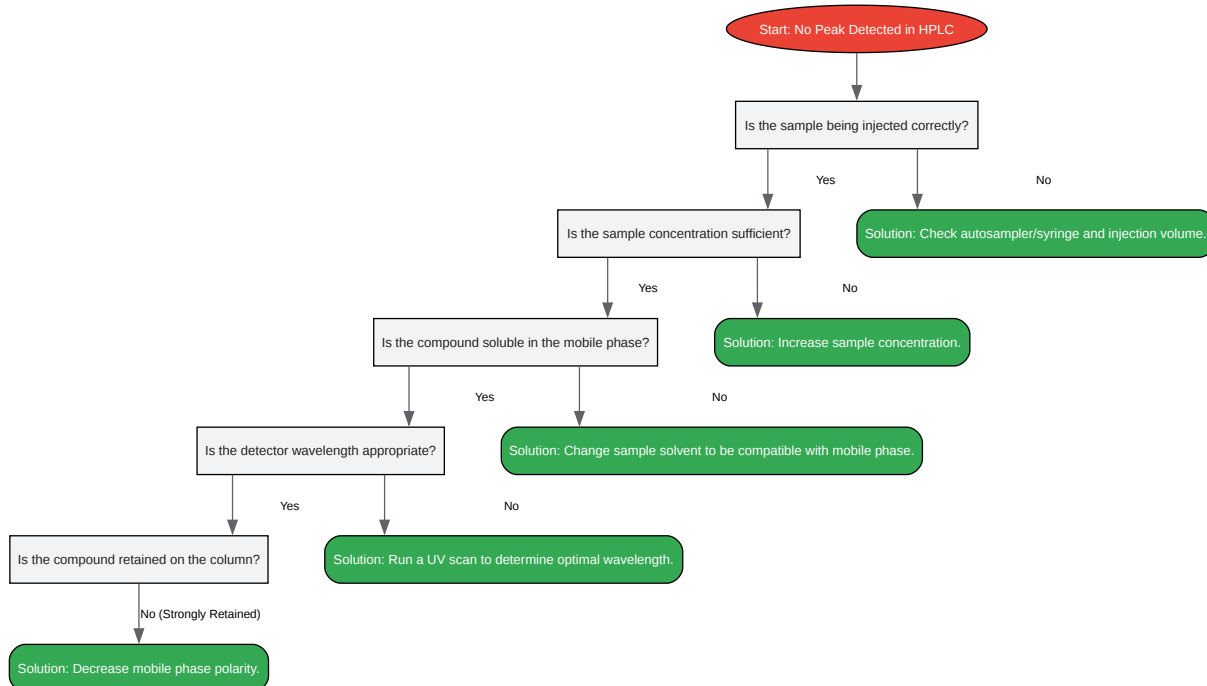 Start: No Peak Detected in HPLC
Is the sample being injected correctly?
Yes
No
Is the sample concentration sufficient?
Solution: Check autosampler/syringe and injection volume.
Yes
No
Is the compound soluble in the mobile phase?
Solution: Increase sample concentration.
Yes
No
Is the detector wavelength appropriate?
Solution: Change sample solvent to be compatible with mobile phase.
Yes
No
Is the compound retained on the column?
Solution: Run a UV scan to determine optimal wavelength.
No (Strongly Retained)
Solution: Decrease mobile phase polarity.